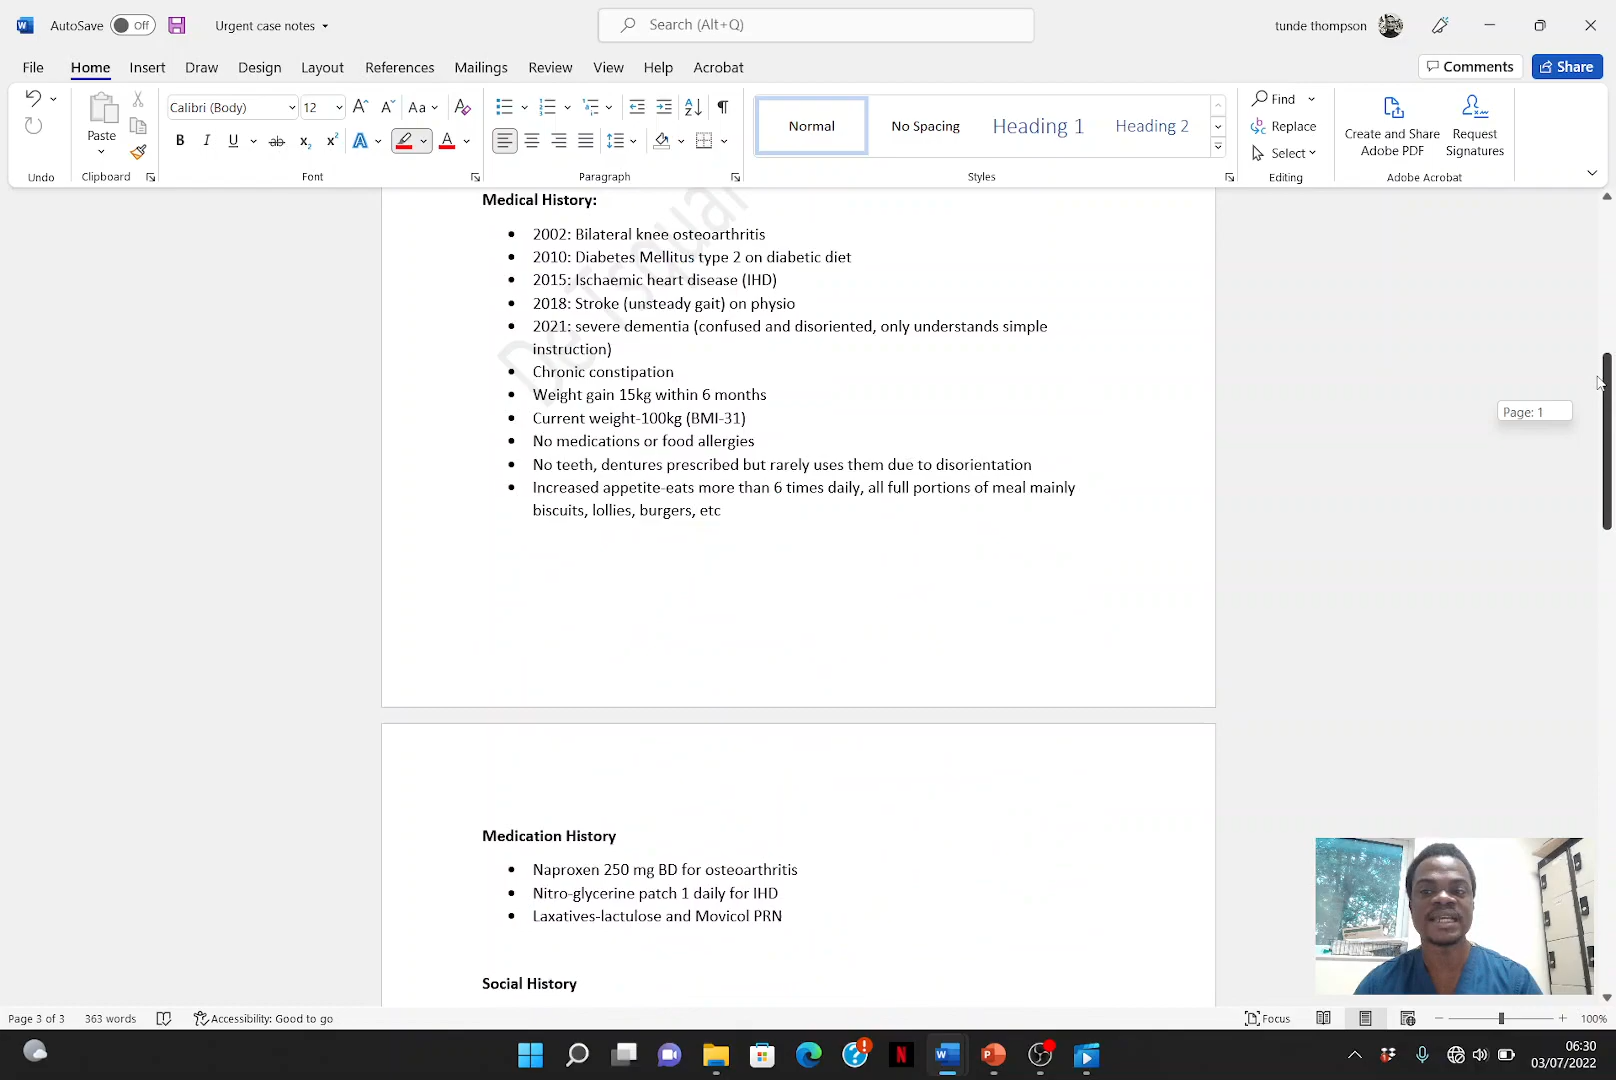 AutoSave Off Urgent case notes Search (Alt+Q) tunde thompson
File Home Insert Draw Design Layout References Mailings Review View Help Acrobat Comments Share
Calibri (Body) 12 Aa Normal No Spacing Heading 1 Heading 2 Find
Replace
Select
Paste
Create and Share Adobe PDF
Request Signatures
Undo Clipboard Font Paragraph Styles Editing Adobe Acrobat
Medical History:
2002: Bilateral knee osteoarthritis
2010: Diabetes Mellitus type 2 on diabetic diet
2015: Ischaemic heart disease (IHD)
2018: Stroke (unsteady gait) on physio
2021: severe dementia (confused and disoriented, only understands simple
instruction)
Chronic constipation
Weight gain 15kg within 6 months
Current weight-100kg (BMI-31)
No medications or food allergies
No teeth, dentures prescribed but rarely uses them due to disorientation
Increased appetite-eats more than 6 times daily, all full portions of meal mainly
biscuits, lollies, burgers, etc
Page: 1
Medication History
Naproxen 250 mg BD for osteoarthritis
Nitro-glycerine patch 1 daily for IHD
Laxatives-lactulose and Movicol PRN
Social History
Page 3 of 3 363 words Accessibility: Good to go Focus 100%
06:30
03/07/2022